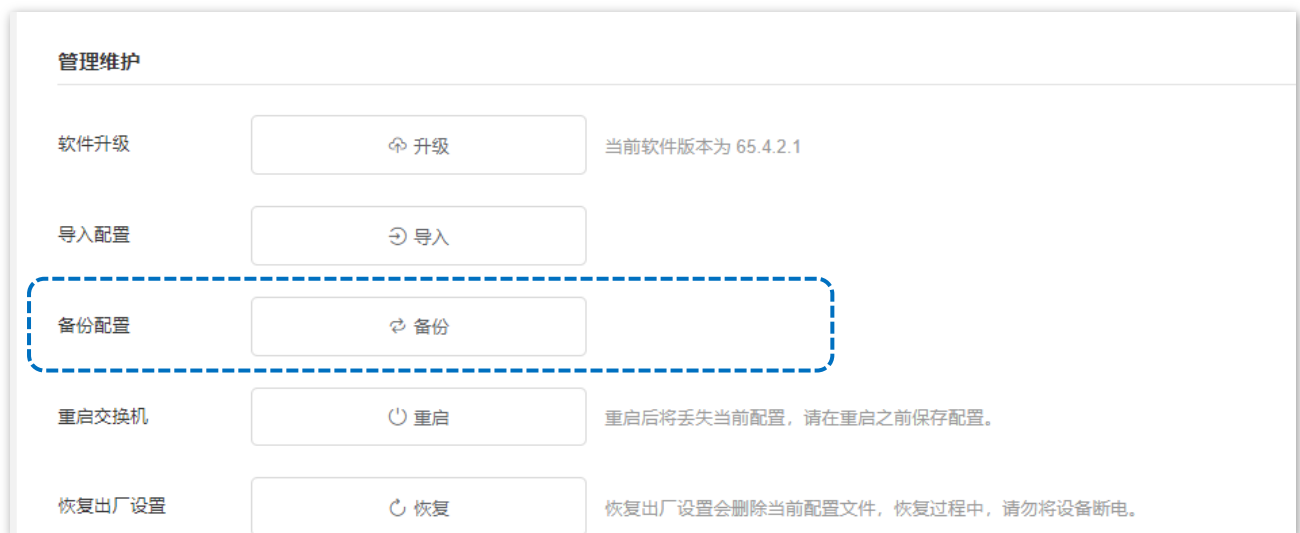 管理维护
软件升级 升级 当前软件版本为 65.4.2.1
导入配置 导入
备份配置 备份
重启交换机 重启 重启后将丢失当前配置，请在重启之前保存配置。
恢复出厂设置 恢复 恢复出厂设置会删除当前配置文件，恢复过程中，请勿将设备断电。